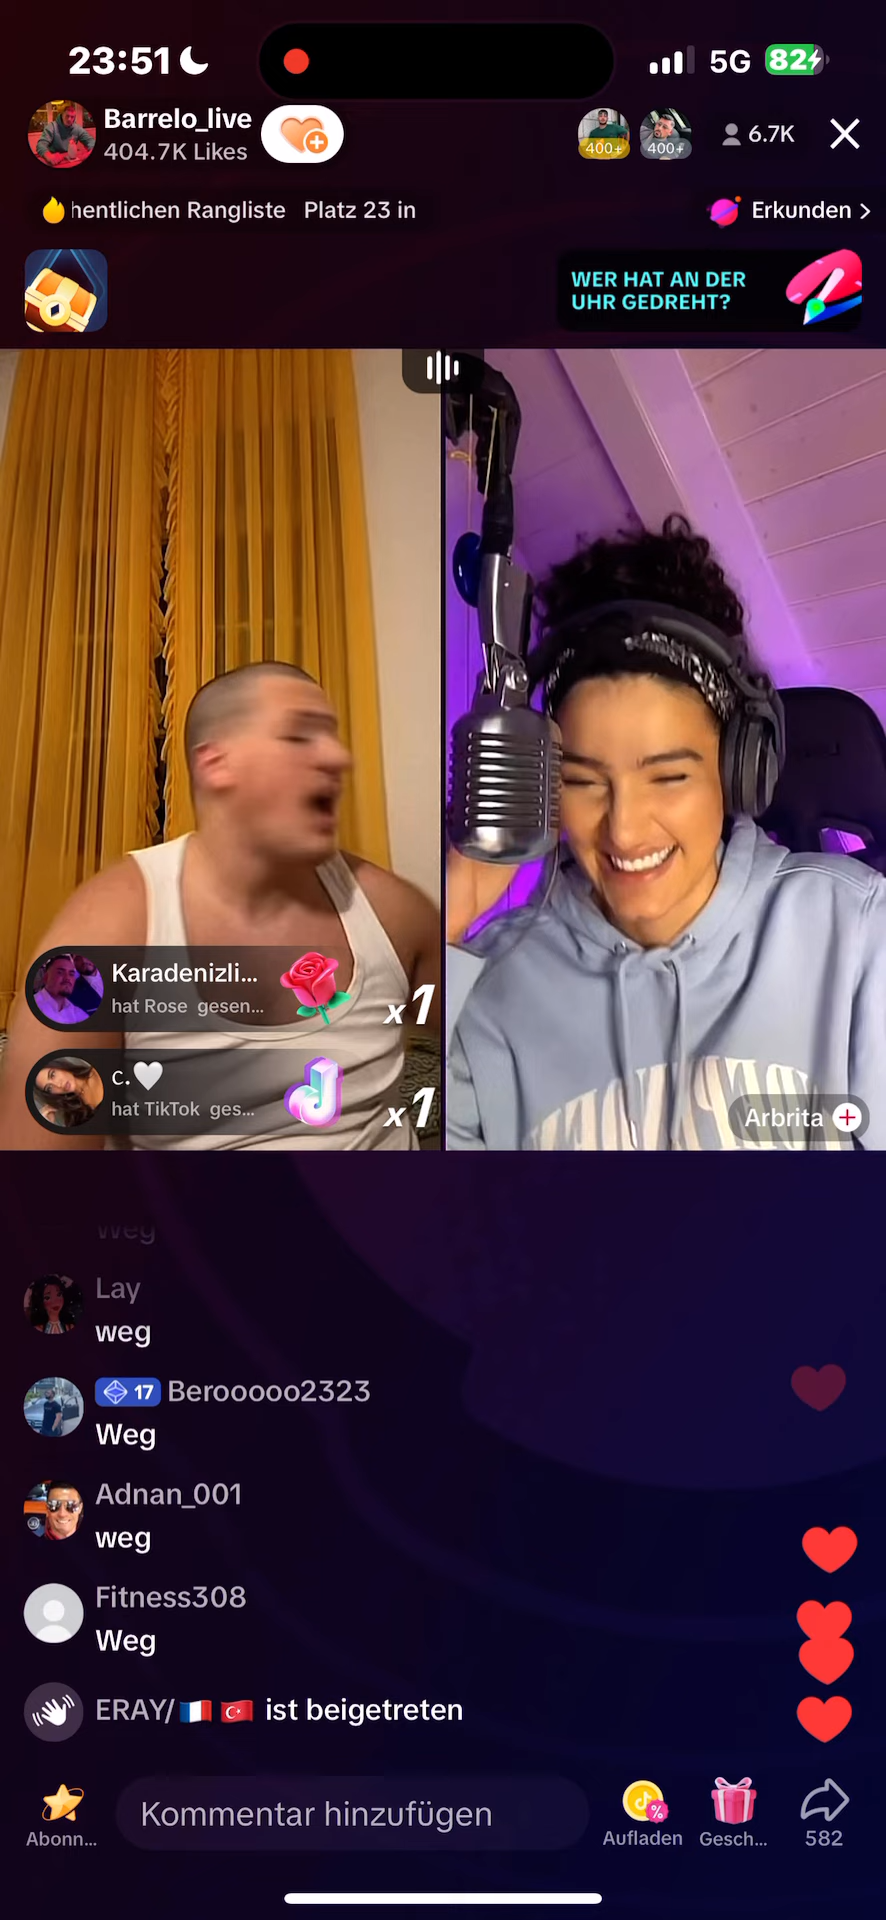 23:51
5G
82
Barrelo_live
404.7K Likes
400+
400+
6.7K
hentlichen Rangliste Platz 23 in
Erkunden >
WER HAT AN DER
UHR GEDREHT?
Karadenizli...
hat Rose gesen...
x1
c.🤍
hat TikTok ges...
x1
Arbrita
Weg
Lay
weg
17 Berooooo2323
Weg
Adnan_001
weg
Fitness308
Weg
ERAY/🇫🇷🇹🇷 ist beigetreten
Abonn...
Kommentar hinzufügen
Aufladen
Gesch...
582